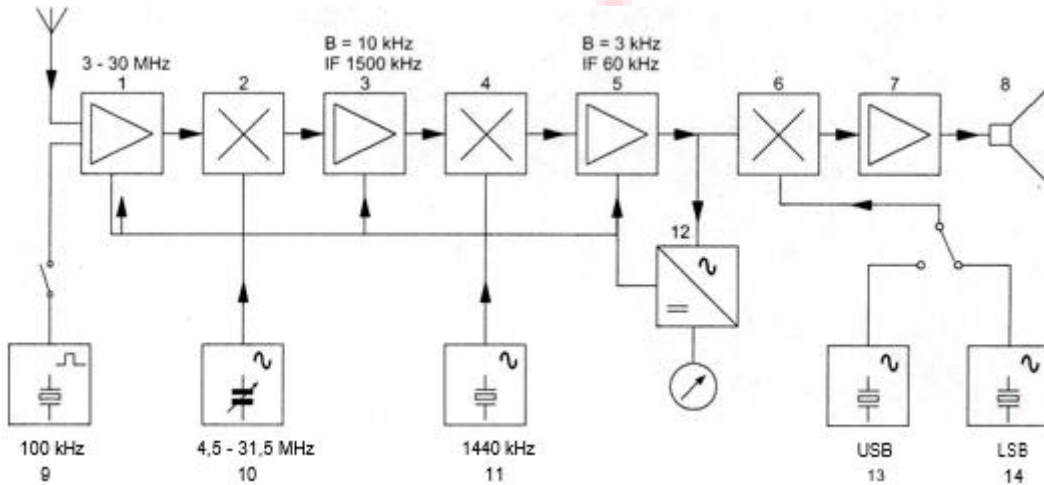 B = 10 kHz
B = 3 kHz
3 - 30 MHz
IF 1500 kHz
IF 60 kHz
1
2
3
4
5
6
7
8
12
100 kHz
4,5 - 31,5 MHz
1440 kHz
USB
LSB
9
10
11
13
14